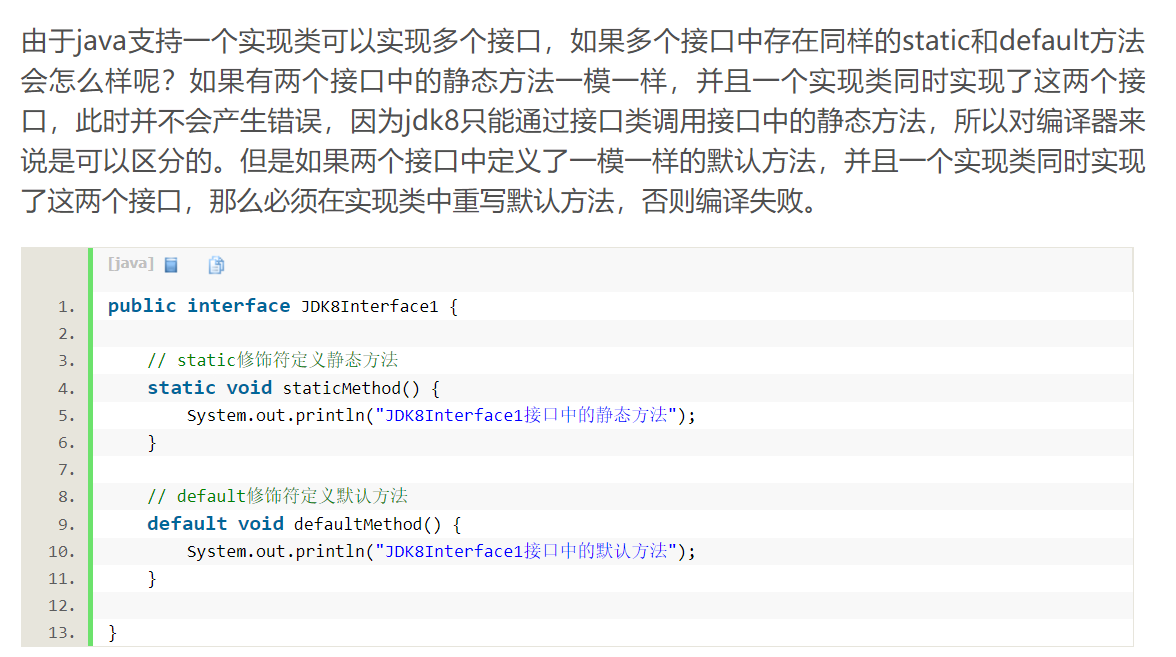 由于java支持一个实现类可以实现多个接口，如果多个接口中存在同样的static和default方法
会怎么样呢？如果有两个接口中的静态方法一模一样，并且一个实现类同时实现了这两个接
口，此时并不会产生错误，因为jdk8只能通过接口类调用接口中的静态方法，所以对编译器来
说是可以区分的。但是如果两个接口中定义了一模一样的默认方法，并且一个实现类同时实现
了这两个接口，那么必须在实现类中重写默认方法，否则编译失败。
[java]
1. public interface JDK8Interface1 {
2.
3.     // static修饰符定义静态方法
4.     static void staticMethod() {
5.         System.out.println("JDK8Interface1接口中的静态方法");
6.     }
7.
8.     // default修饰符定义默认方法
9.     default void defaultMethod() {
10.         System.out.println("JDK8Interface1接口中的默认方法");
11.     }
12.
13. }